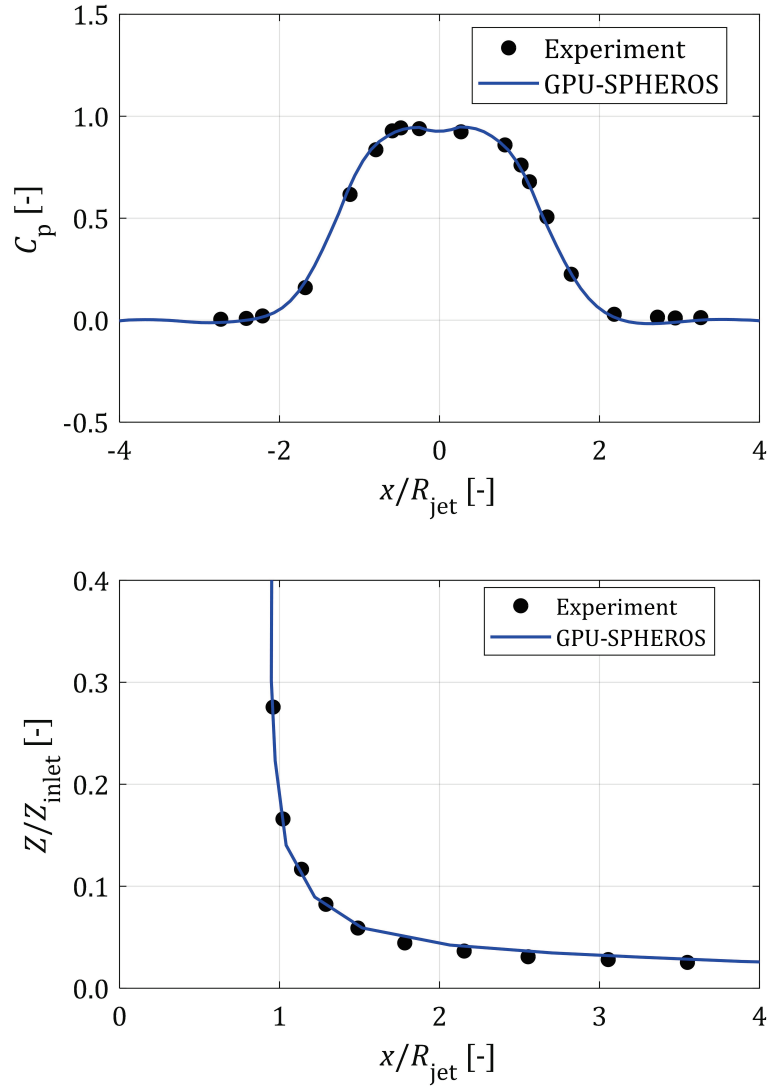 1.5
Experiment
GPU-SPHEROS
1.0
0.5
0.0
-0.5
C_p [-]
-4 -2 0 2 4
x/R_jet [-]
0.4
Experiment
GPU-SPHEROS
0.3
0.2
0.1
0.0
Z/Z_inlet [-]
0 1 2 3 4
x/R_jet [-]